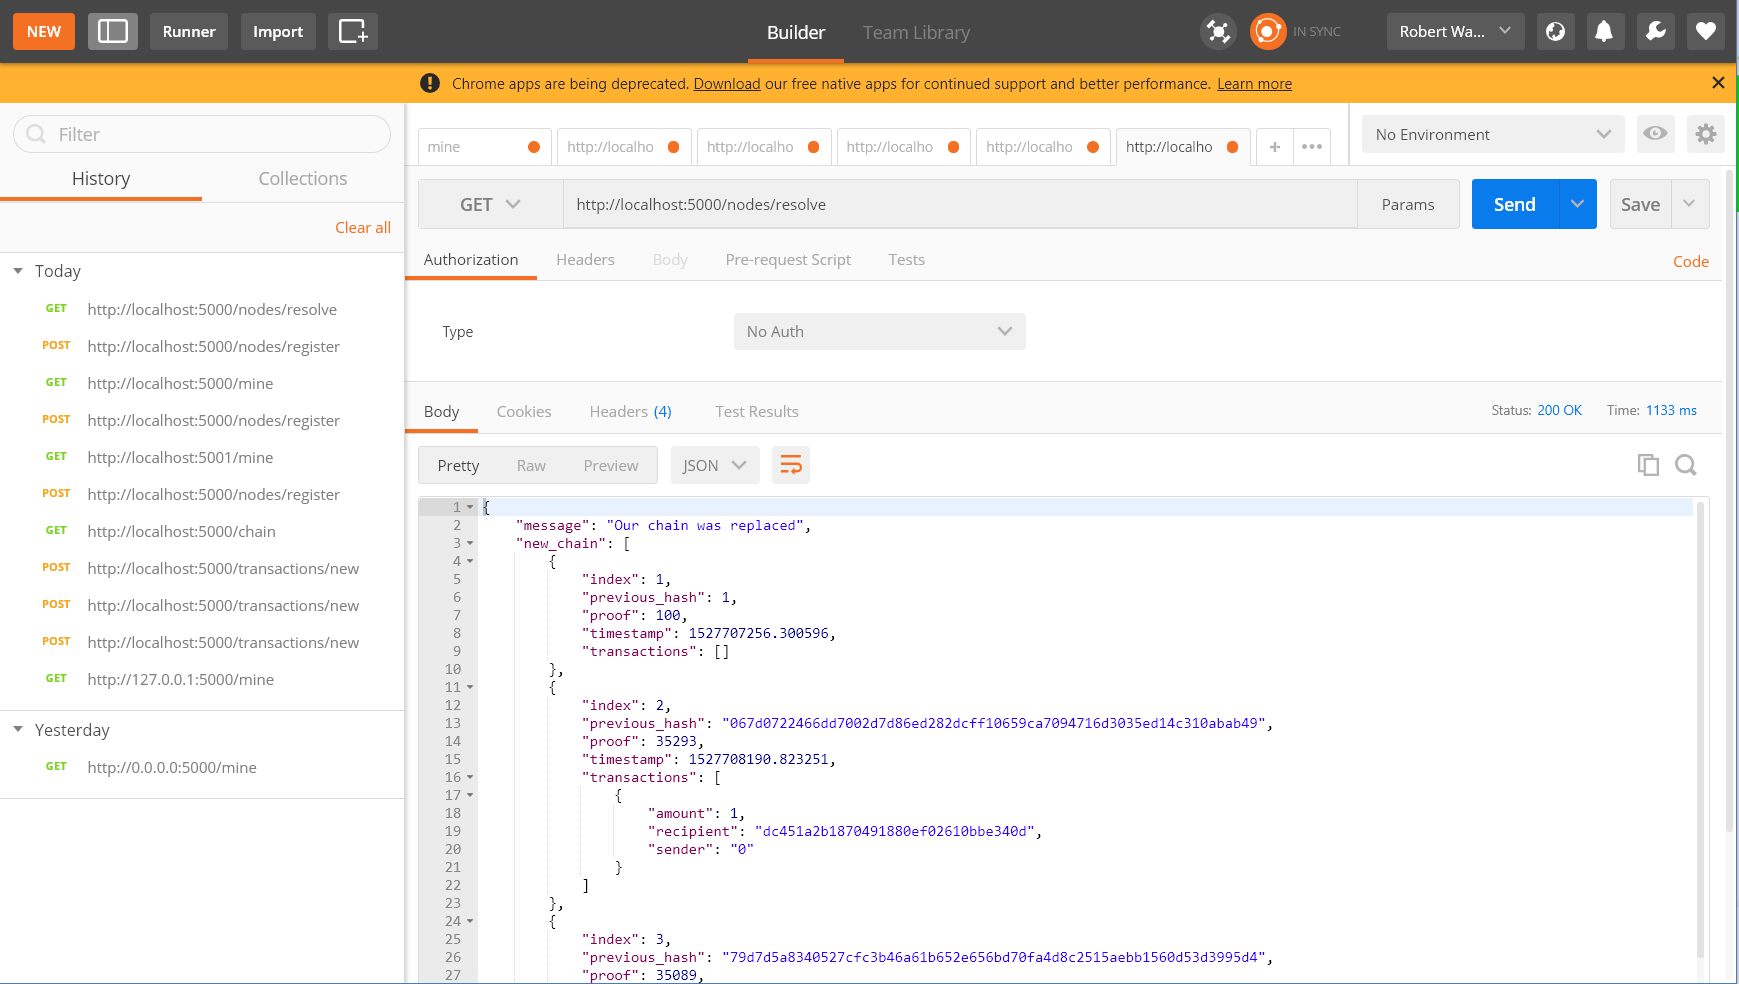 NEW Runner Import Builder Team Library IN SYNC Robert Wa...
Chrome apps are being deprecated. Download our free native apps for continued support and better performance. Learn more
Filter
History Collections
Clear all
Today
GET http://localhost:5000/nodes/resolve
POST http://localhost:5000/nodes/register
GET http://localhost:5000/mine
POST http://localhost:5000/nodes/register
GET http://localhost:5001/mine
POST http://localhost:5000/nodes/register
GET http://localhost:5000/chain
POST http://localhost:5000/transactions/new
POST http://localhost:5000/transactions/new
POST http://localhost:5000/transactions/new
GET http://127.0.0.1:5000/mine
Yesterday
GET http://0.0.0.0:5000/mine
mine http://localho http://localho http://localho http://localho http://localho + •••
No Environment
GET http://localhost:5000/nodes/resolve Params Send Save
Authorization Headers Body Pre-request Script Tests Code
Type No Auth
Body Cookies Headers (4) Test Results Status: 200 OK Time: 1133 ms
Pretty Raw Preview JSON
1 {
2 "message": "Our chain was replaced",
3 "new_chain": [
4 {
5 "index": 1,
6 "previous_hash": 1,
7 "proof": 100,
8 "timestamp": 1527707256.300596,
9 "transactions": []
10 },
11 {
12 "index": 2,
13 "previous_hash": "067d0722466dd7002d7d86ed282dcff10659ca7094716d3035ed14c310abab49",
14 "proof": 35293,
15 "timestamp": 1527708190.823251,
16 "transactions": [
17 {
18 "amount": 1,
19 "recipient": "dc451a2b1870491880ef02610bbe340d",
20 "sender": "0"
21 }
22 ]
23 },
24 {
25 "index": 3,
26 "previous_hash": "79d7d5a8340527cfc3b46a61b652e656bd70fa4d8c2515aebb1560d53d3995d4",
27 "proof": 35089,